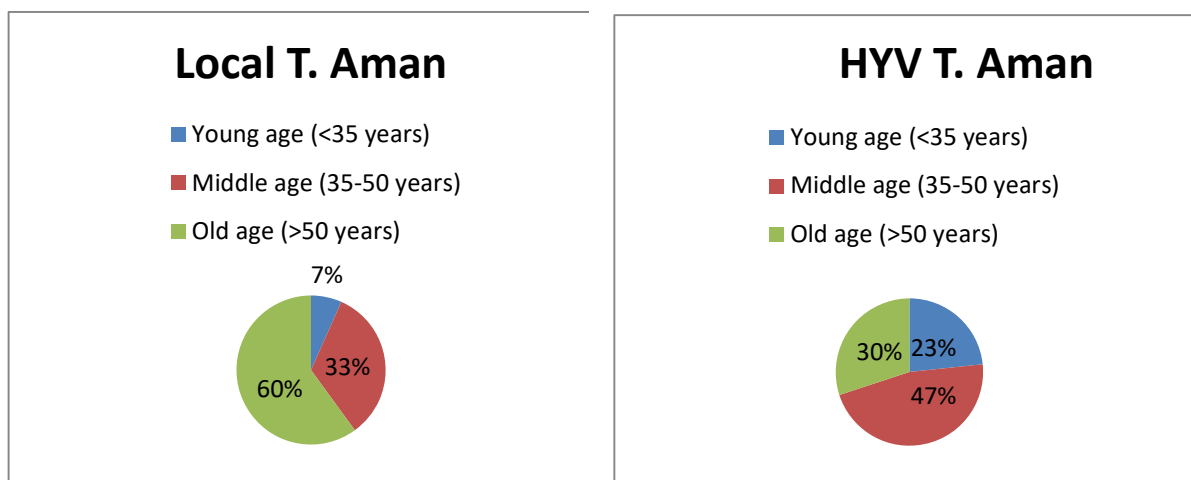 Local T. Aman
Young age (<35 years)
Middle age (35-50 years)
Old age (>50 years)
7%
33%
60%
HYV T. Aman
Young age (<35 years)
Middle age (35-50 years)
Old age (>50 years)
30% 23%
47%